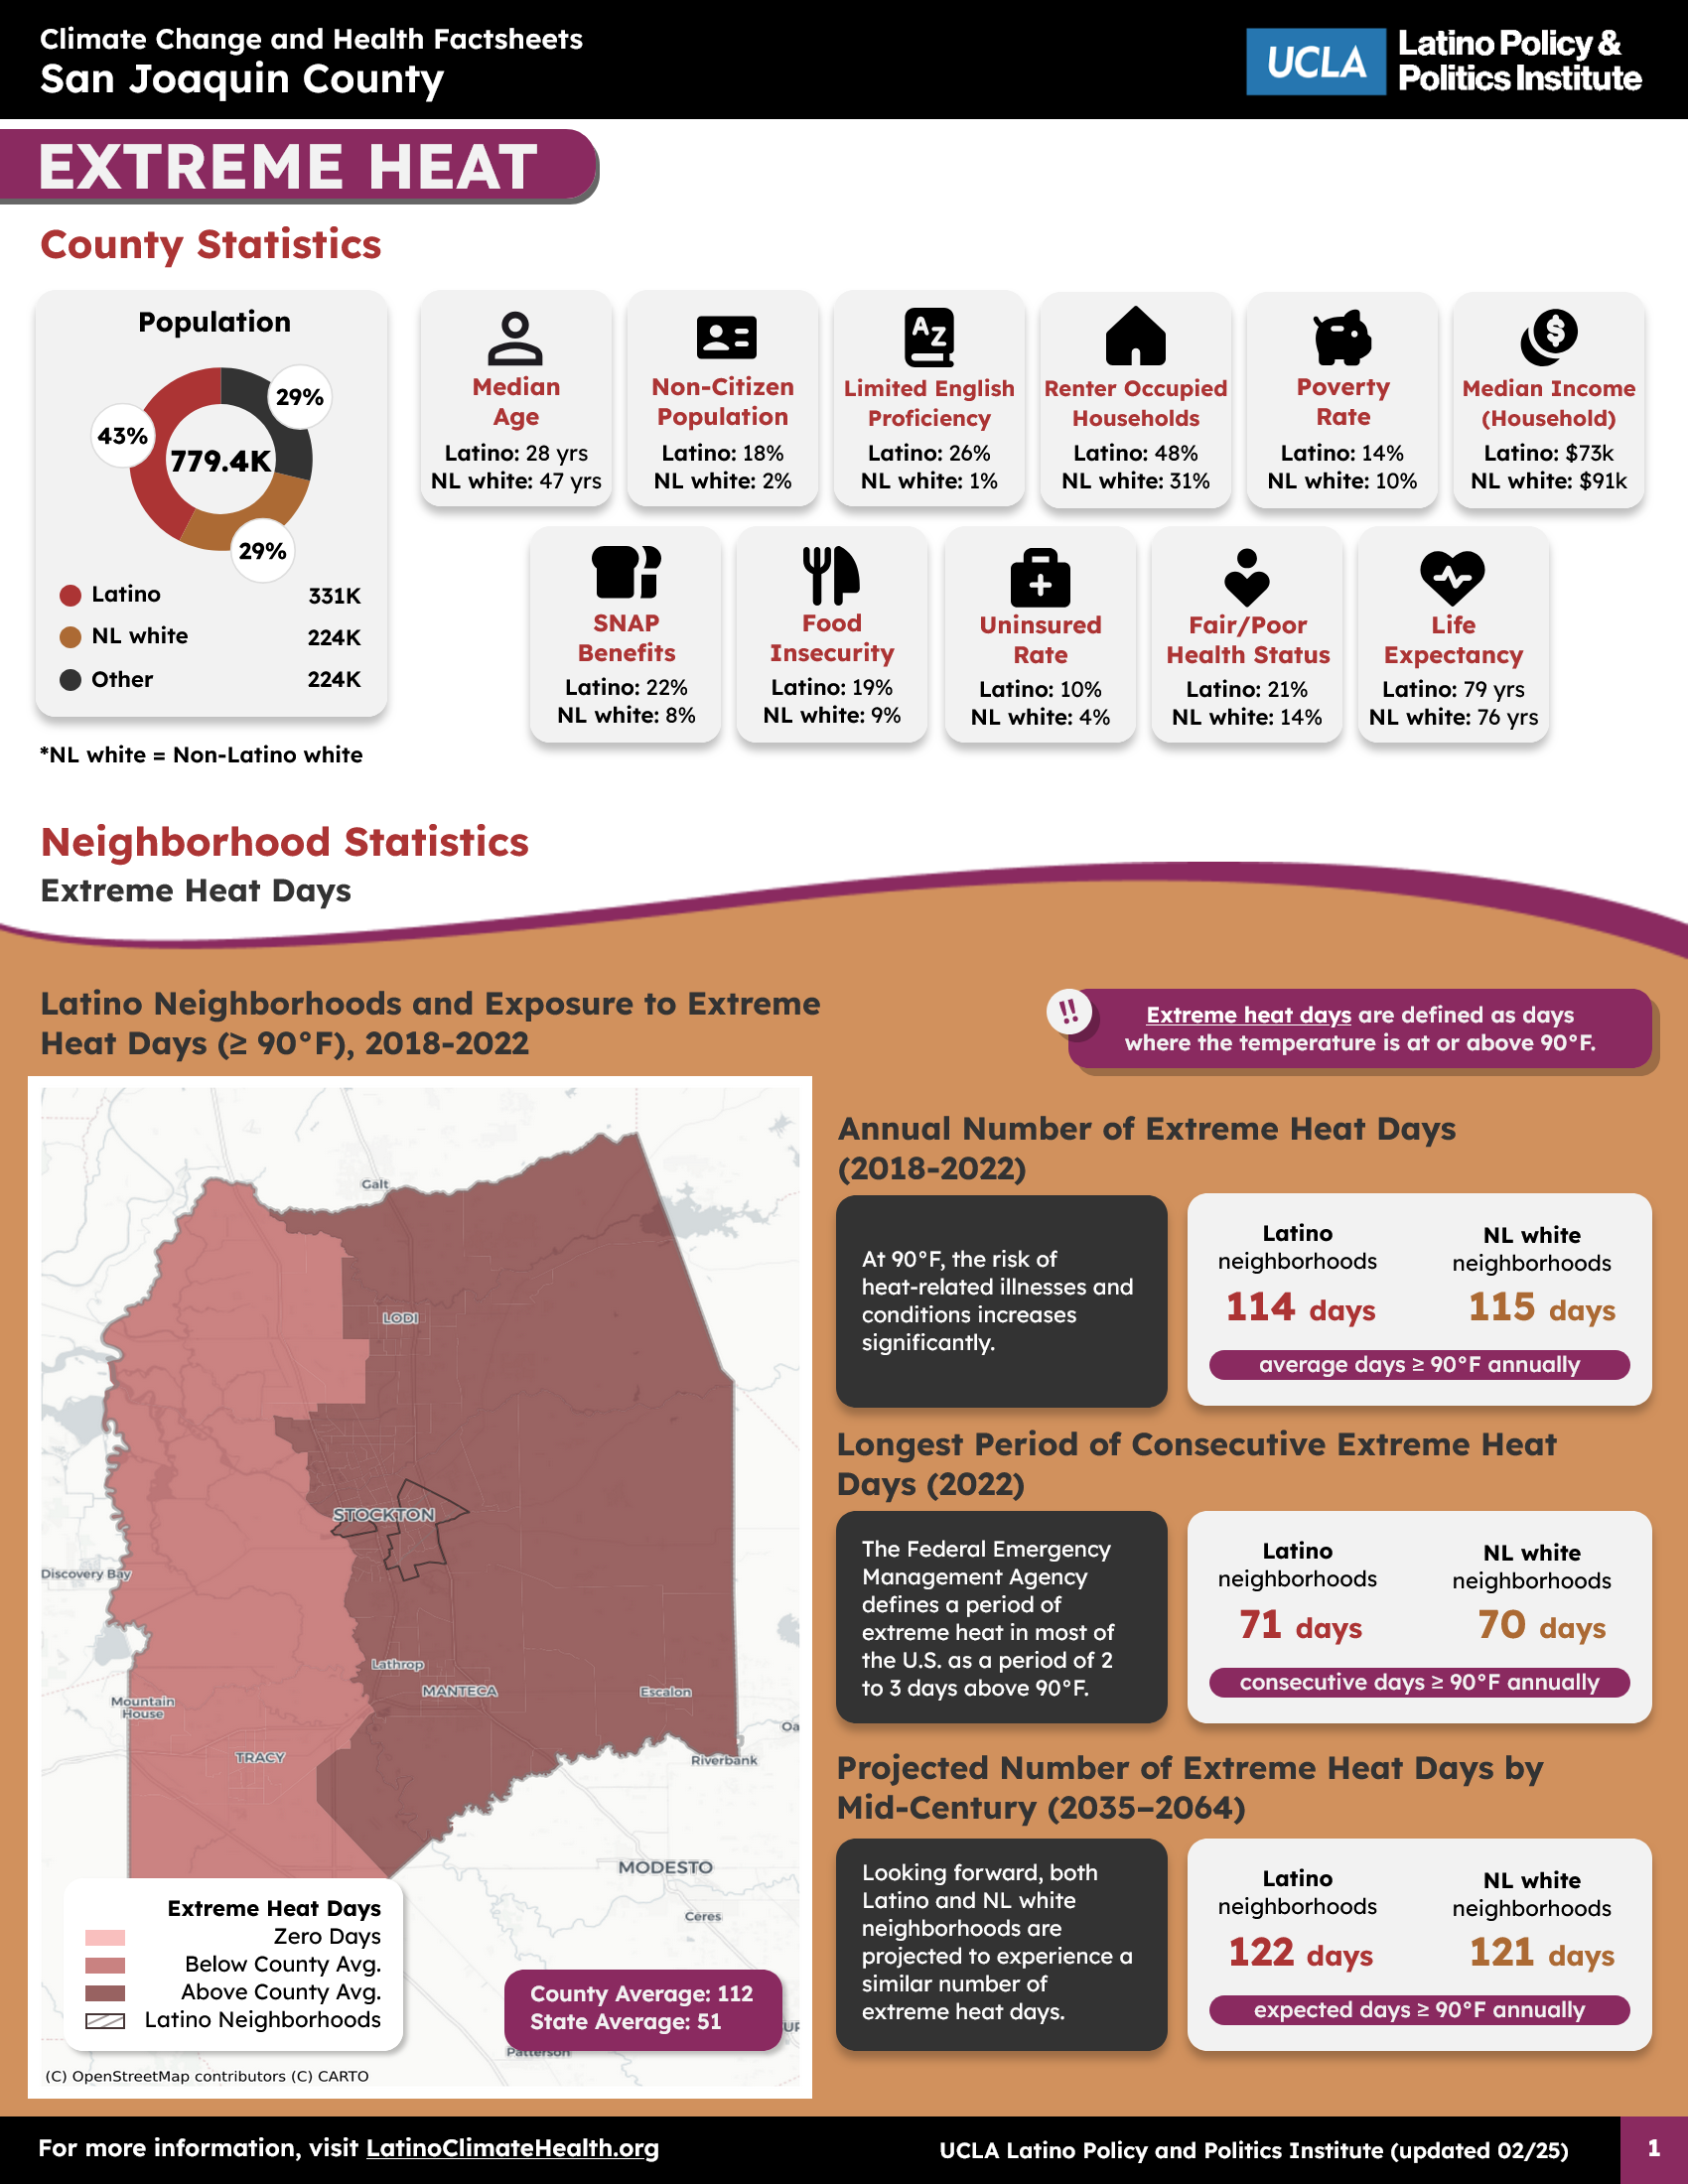 Climate Change and Health Factsheets
San Joaquin County
UCLA
Latino Policy &
Politics Institute
EXTREME HEAT
County Statistics
Population
43%
29%
779.4K
29%
Latino 331K
NL white 224K
Other 224K
*NL white = Non-Latino white
Median
Age
Latino: 28 yrs
NL white: 47 yrs
Non-Citizen
Population
Latino: 18%
NL white: 2%
AZ
Limited English
Proficiency
Latino: 26%
NL white: 1%
Renter Occupied
Households
Latino: 48%
NL white: 31%
Poverty
Rate
Latino: 14%
NL white: 10%
$
Median Income
(Household)
Latino: $73k
NL white: $91k
SNAP
Benefits
Latino: 22%
NL white: 8%
Food
Insecurity
Latino: 19%
NL white: 9%
Uninsured
Rate
Latino: 10%
NL white: 4%
Fair/Poor
Health Status
Latino: 21%
NL white: 14%
Life
Expectancy
Latino: 79 yrs
NL white: 76 yrs
Neighborhood Statistics
Extreme Heat Days
Latino Neighborhoods and Exposure to Extreme
Heat Days (≥ 90°F), 2018-2022
!!
Extreme heat days are defined as days
where the temperature is at or above 90°F.
Galt
LODI
STOCKTON
Discovery Bay
Lathrop
MANTECA
Escalon
Mountain
House
TRACY
Oa
Riverbank
MODESTO
Ceres
Patterson
Extreme Heat Days
Zero Days
Below County Avg.
Above County Avg.
Latino Neighborhoods
County Average: 112
State Average: 51
(C) OpenStreetMap contributors (C) CARTO
Annual Number of Extreme Heat Days
(2018-2022)
At 90°F, the risk of
heat-related illnesses and
conditions increases
significantly.
Latino
neighborhoods
114 days
NL white
neighborhoods
115 days
average days ≥ 90°F annually
Longest Period of Consecutive Extreme Heat
Days (2022)
The Federal Emergency
Management Agency
defines a period of
extreme heat in most of
the U.S. as a period of 2
to 3 days above 90°F.
Latino
neighborhoods
71 days
NL white
neighborhoods
70 days
consecutive days ≥ 90°F annually
Projected Number of Extreme Heat Days by
Mid-Century (2035–2064)
Looking forward, both
Latino and NL white
neighborhoods are
projected to experience a
similar number of
extreme heat days.
Latino
neighborhoods
122 days
NL white
neighborhoods
121 days
expected days ≥ 90°F annually
For more information, visit LatinoClimateHealth.org
UCLA Latino Policy and Politics Institute (updated 02/25)
1